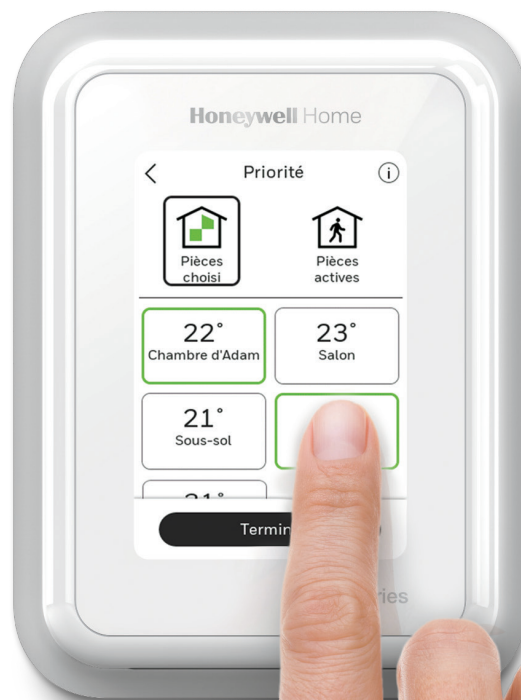 Honeywell Home
Priorité
Pièces
choisi
Pièces
actives
22°
Chambre d'Adam
23°
Salon
21°
Sous-sol